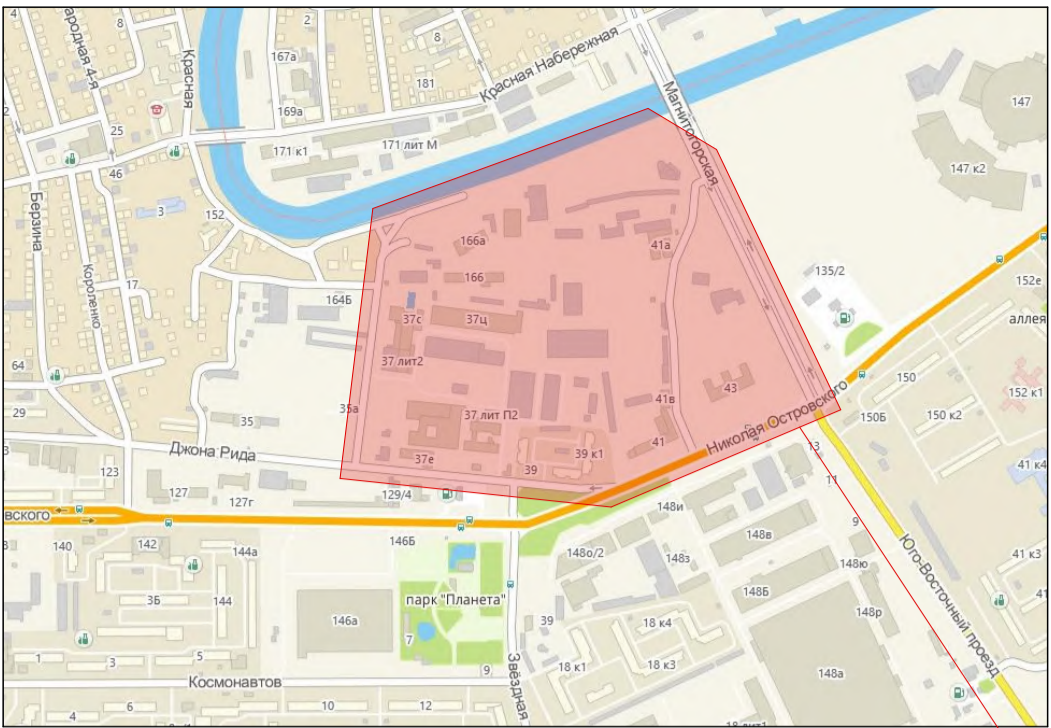 4
8
2
8
167а
181
Красная Набережная
ародная 4-я
Красная
169а
25
46
171 к1
171 лит М
Магнитогорская
147
147 к2
3
152
Берзина
Короленко
17
166а
41а
135/2
152е
166
164Б
37с
37ц
аллея
64
37 лит2
150
152 к1
29
43
35а
37 лит П2
41в
150Б
150 к2
35
Николая Островского
41
39 к1
13
Джона Рида
37е
39
41 к4
3
123
127
127г
129/4
11
148и
вского
9
146Б
148в
140
142
144а
148о/2
148з
148ю
Юго-Восточный проезд
41 к3
3Б
144
парк "Планета"
148Б
41
146а
7
39
18 к4
148р
1
3
5
9
18 к1
18 к3
148а
Космонавтов
Звёздная
4
6
10
12
18 лит1